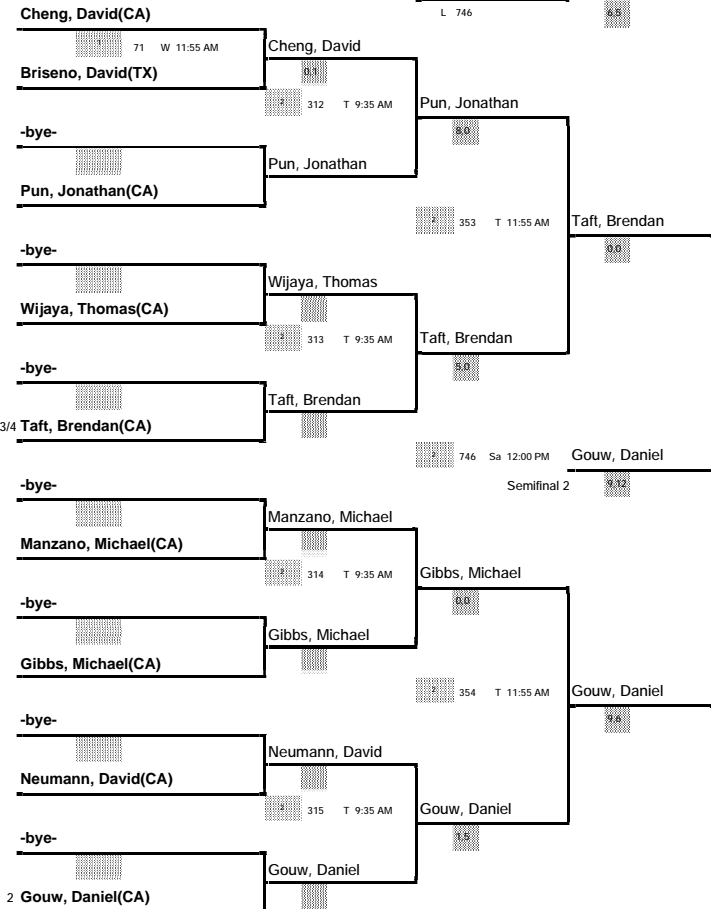 L 746
6,5
Cheng, David(CA)
1 71 W 11:55 AM
Cheng, David
0,1
Briseno, David(TX)
2 312 T 9:35 AM
Pun, Jonathan
8,0
-bye-
Pun, Jonathan
Pun, Jonathan(CA)
2 353 T 11:55 AM
Taft, Brendan
0,0
-bye-
Wijaya, Thomas
Wijaya, Thomas(CA)
2 313 T 9:35 AM
Taft, Brendan
5,0
-bye-
Taft, Brendan
3/4 Taft, Brendan(CA)
2 746 Sa 12:00 PM
Gouw, Daniel
Semifinal 2
9,12
-bye-
Manzano, Michael
Manzano, Michael(CA)
2 314 T 9:35 AM
Gibbs, Michael
0,0
-bye-
Gibbs, Michael
Gibbs, Michael(CA)
2 354 T 11:55 AM
Gouw, Daniel
9,6
-bye-
Neumann, David
Neumann, David(CA)
2 315 T 9:35 AM
Gouw, Daniel
1,5
-bye-
Gouw, Daniel
2 Gouw, Daniel(CA)